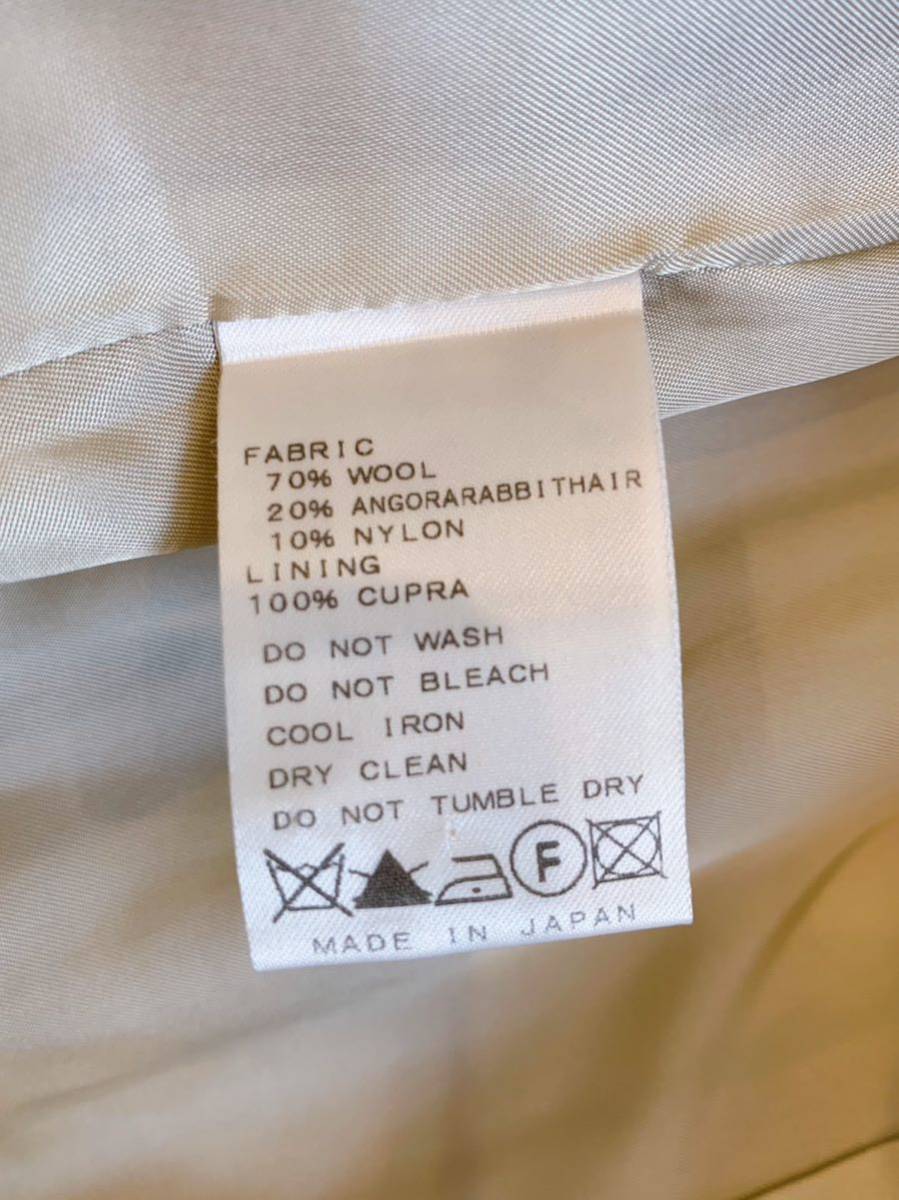 FABRIC
70% WOOL
20% ANGORARABBITHAIR
10% NYLON
LINING
100% CUPRA
DO NOT WASH
DO NOT BLEACH
COOL IRON
DRY CLEAN
DO NOT TUMBLE DRY
F
MADE IN JAPAN